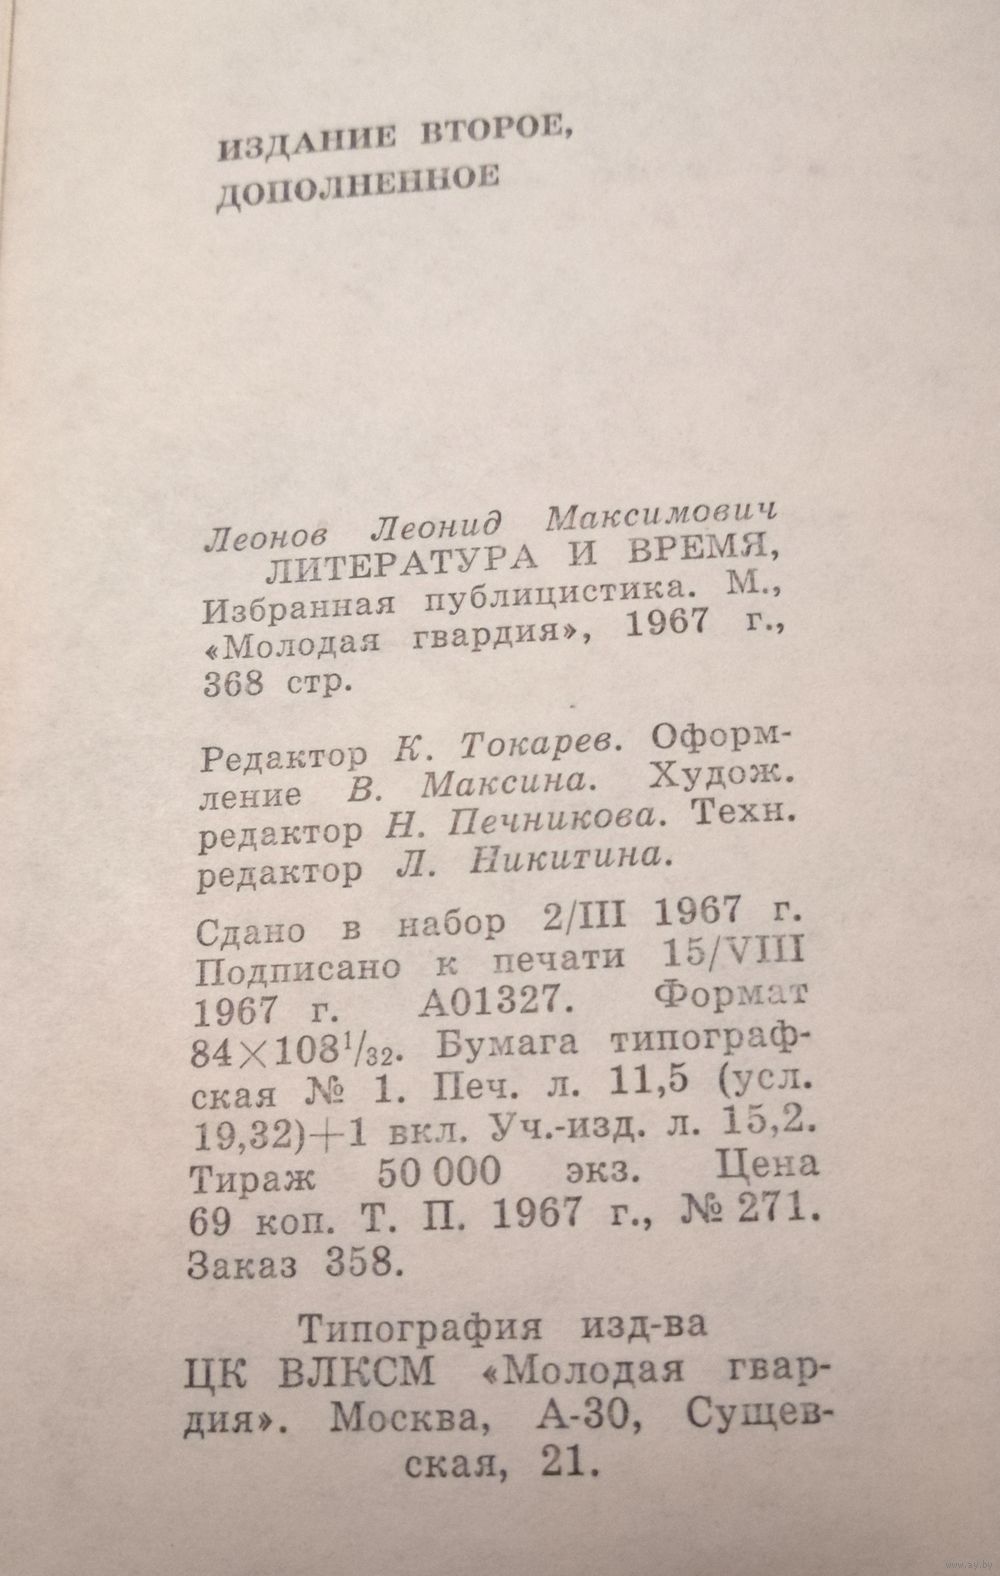 ИЗДАНИЕ ВТОРОЕ,
ДОПОЛНЕННОЕ
Леонов Леонид Максимович
ЛИТЕРАТУРА И ВРЕМЯ,
Избранная публицистика. М.,
«Молодая гвардия», 1967 г.,
368 стр.
Редактор К. Токарев. Оформ-
ление В. Максина. Худож.
редактор Н. Печникова. Техн.
редактор Л. Никитина.
Сдано в набор 2/III 1967 г.
Подписано к печати 15/VIII
1967 г. А01327. Формат
84×108¹/₃₂. Бумага типограф-
ская № 1. Печ. л. 11,5 (усл.
19,32)+1 вкл. Уч.-изд. л. 15,2.
Тираж 50 000 экз. Цена
69 коп. Т. П. 1967 г., № 271.
Заказ 358.
Типография изд-ва
ЦК ВЛКСМ «Молодая гвар-
дия». Москва, А-30, Сущев-
ская, 21.
www.ay.by